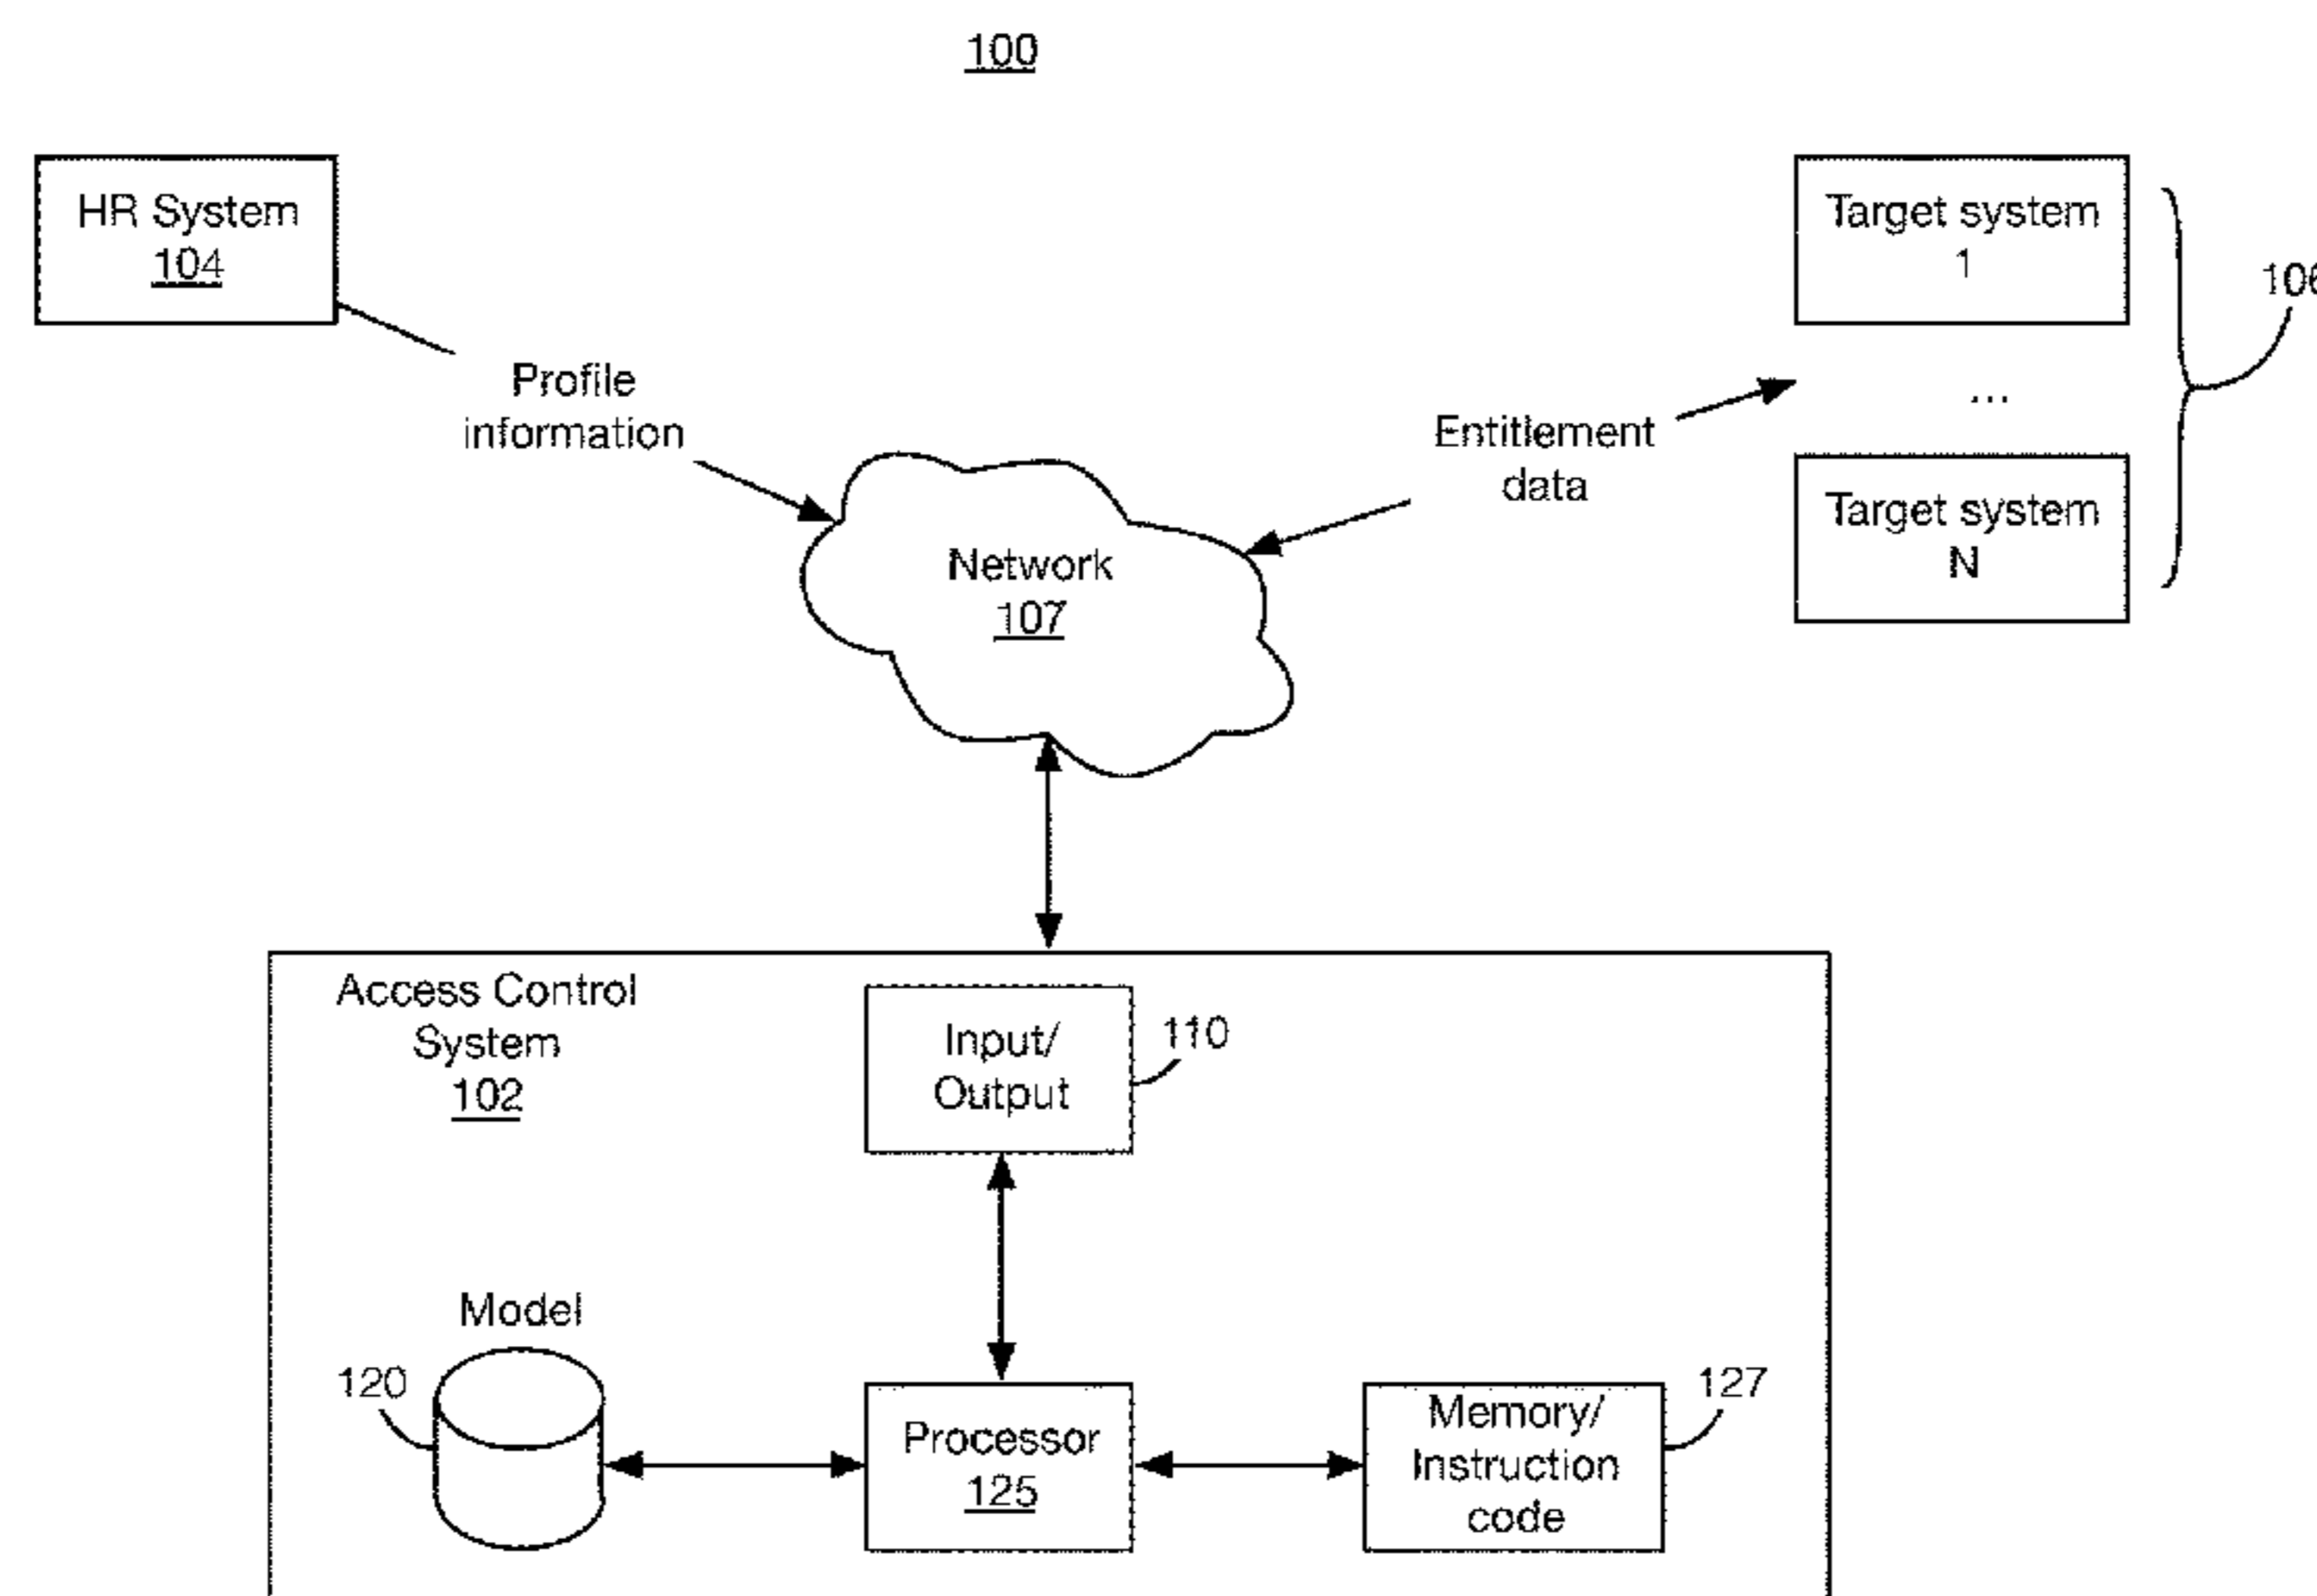 100
HR System
104
Target system
1
106
Profile
information
Entitlement
data
...
Target system
N
Network
107
Access Control
System
102
Input/
Output
110
Model
120
Processor
125
Memory/
Instruction
code
127